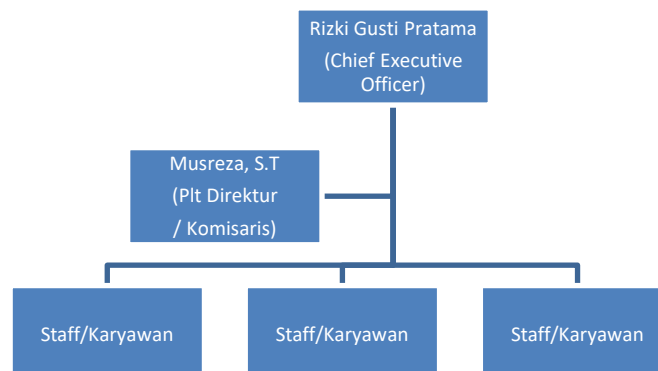 Rizki Gusti Pratama
(Chief Executive
Officer)
Musreza, S.T
(Plt Direktur
/ Komisaris)
Staff/Karyawan
Staff/Karyawan
Staff/Karyawan